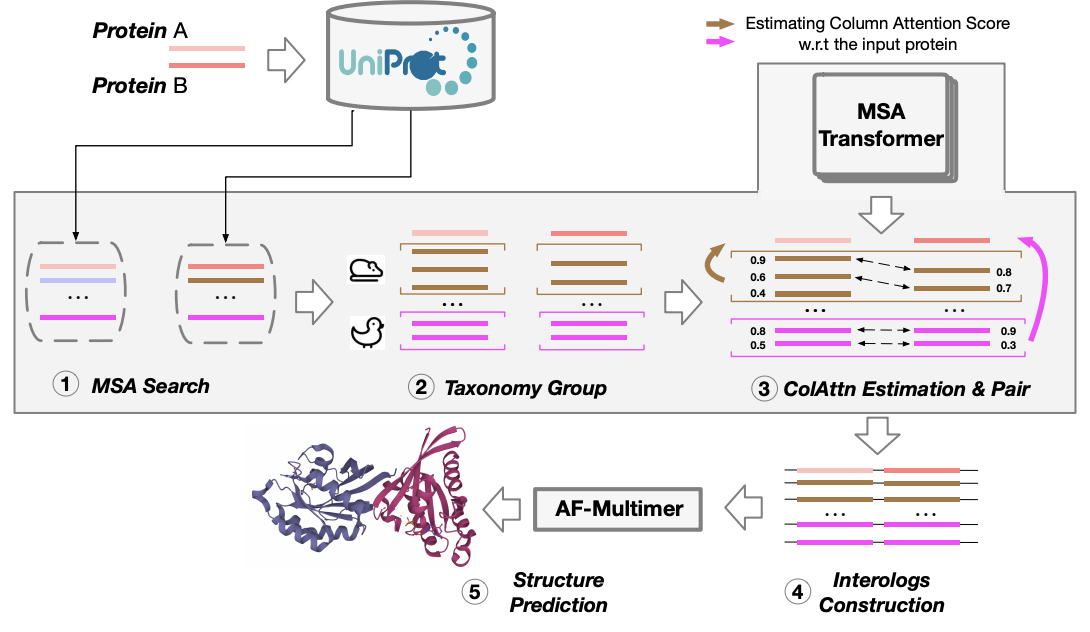 Protein A
Protein B
UniProt
Estimating Column Attention Score
w.r.t the input protein
MSA
Transformer
0.9
0.6
0.4
0.8
0.7
...
...
...
...
...
...
0.8
0.5
0.9
0.3
1 MSA Search
2 Taxonomy Group
3 ColAttn Estimation & Pair
AF-Multimer
...
...
5 Structure
Prediction
4 Interologs
Construction